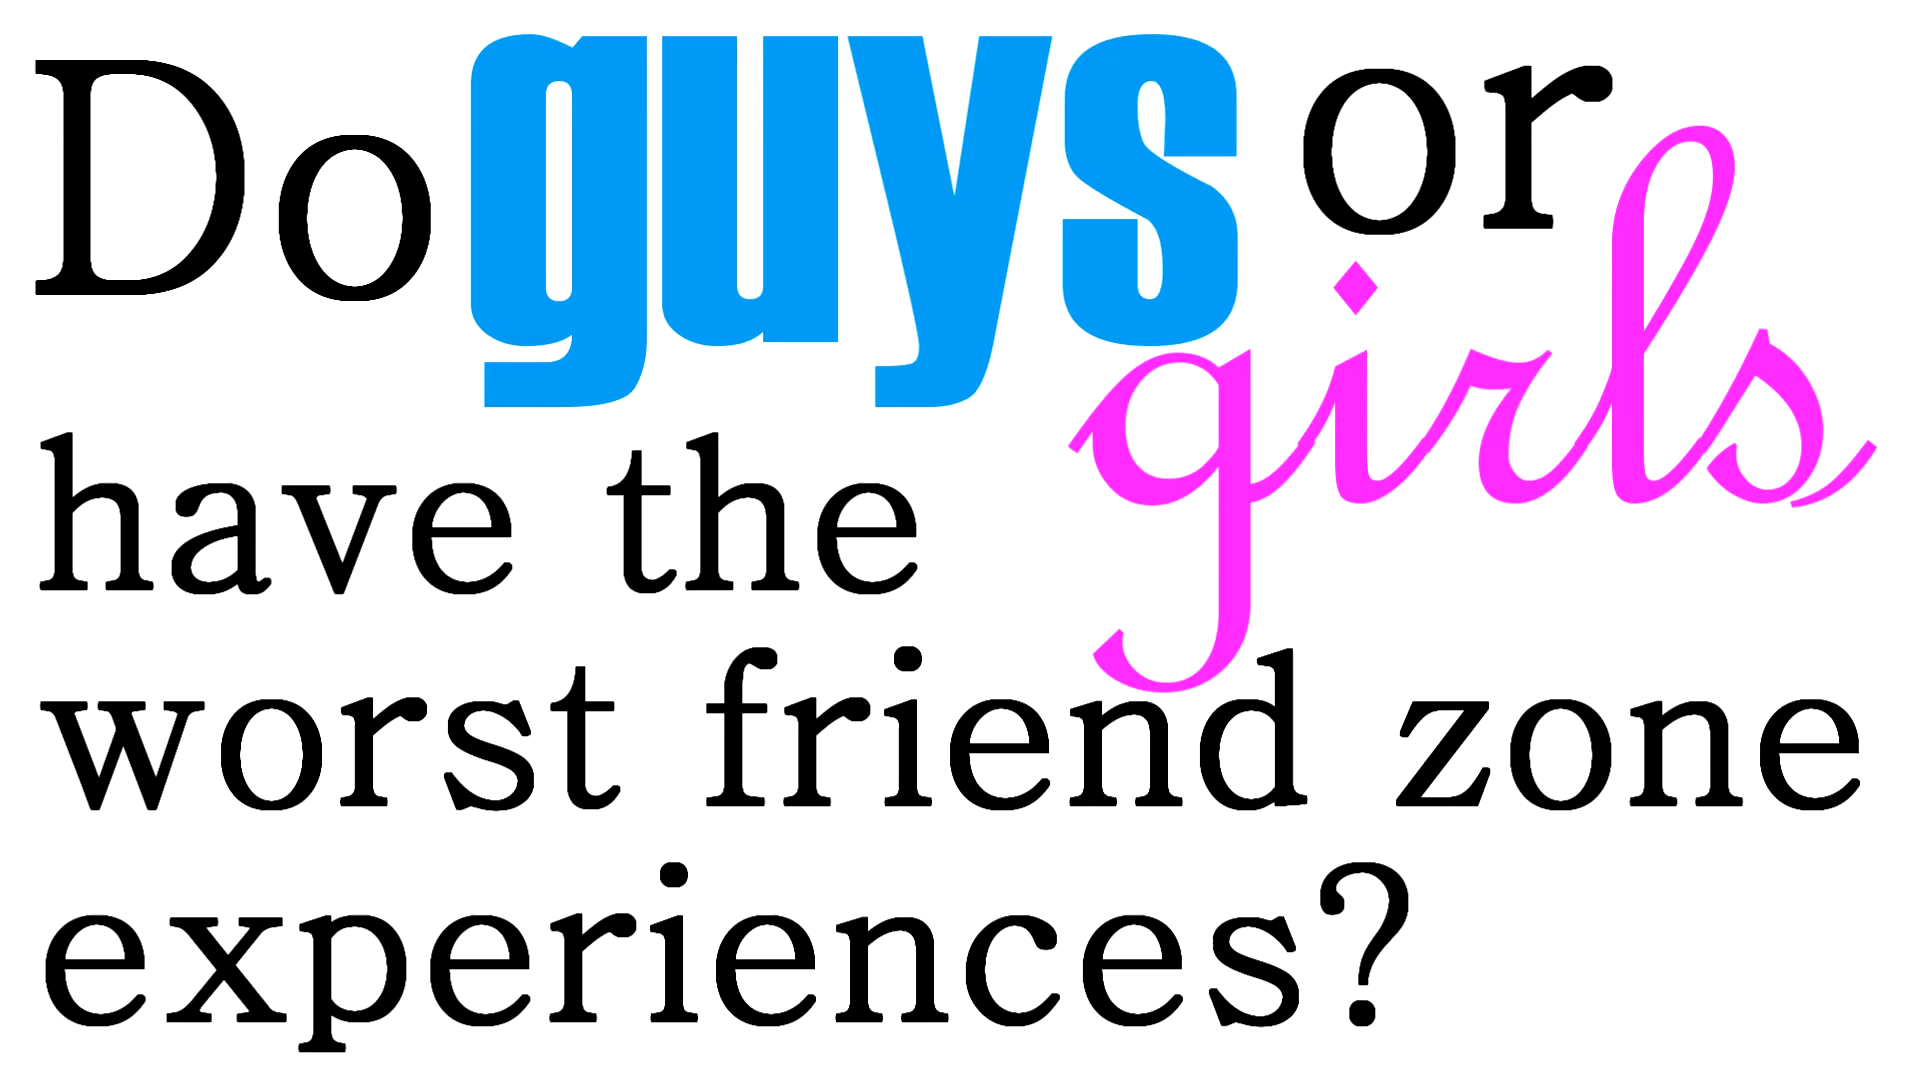 Do guys or
girls
have the
worst friend zone
experiences?